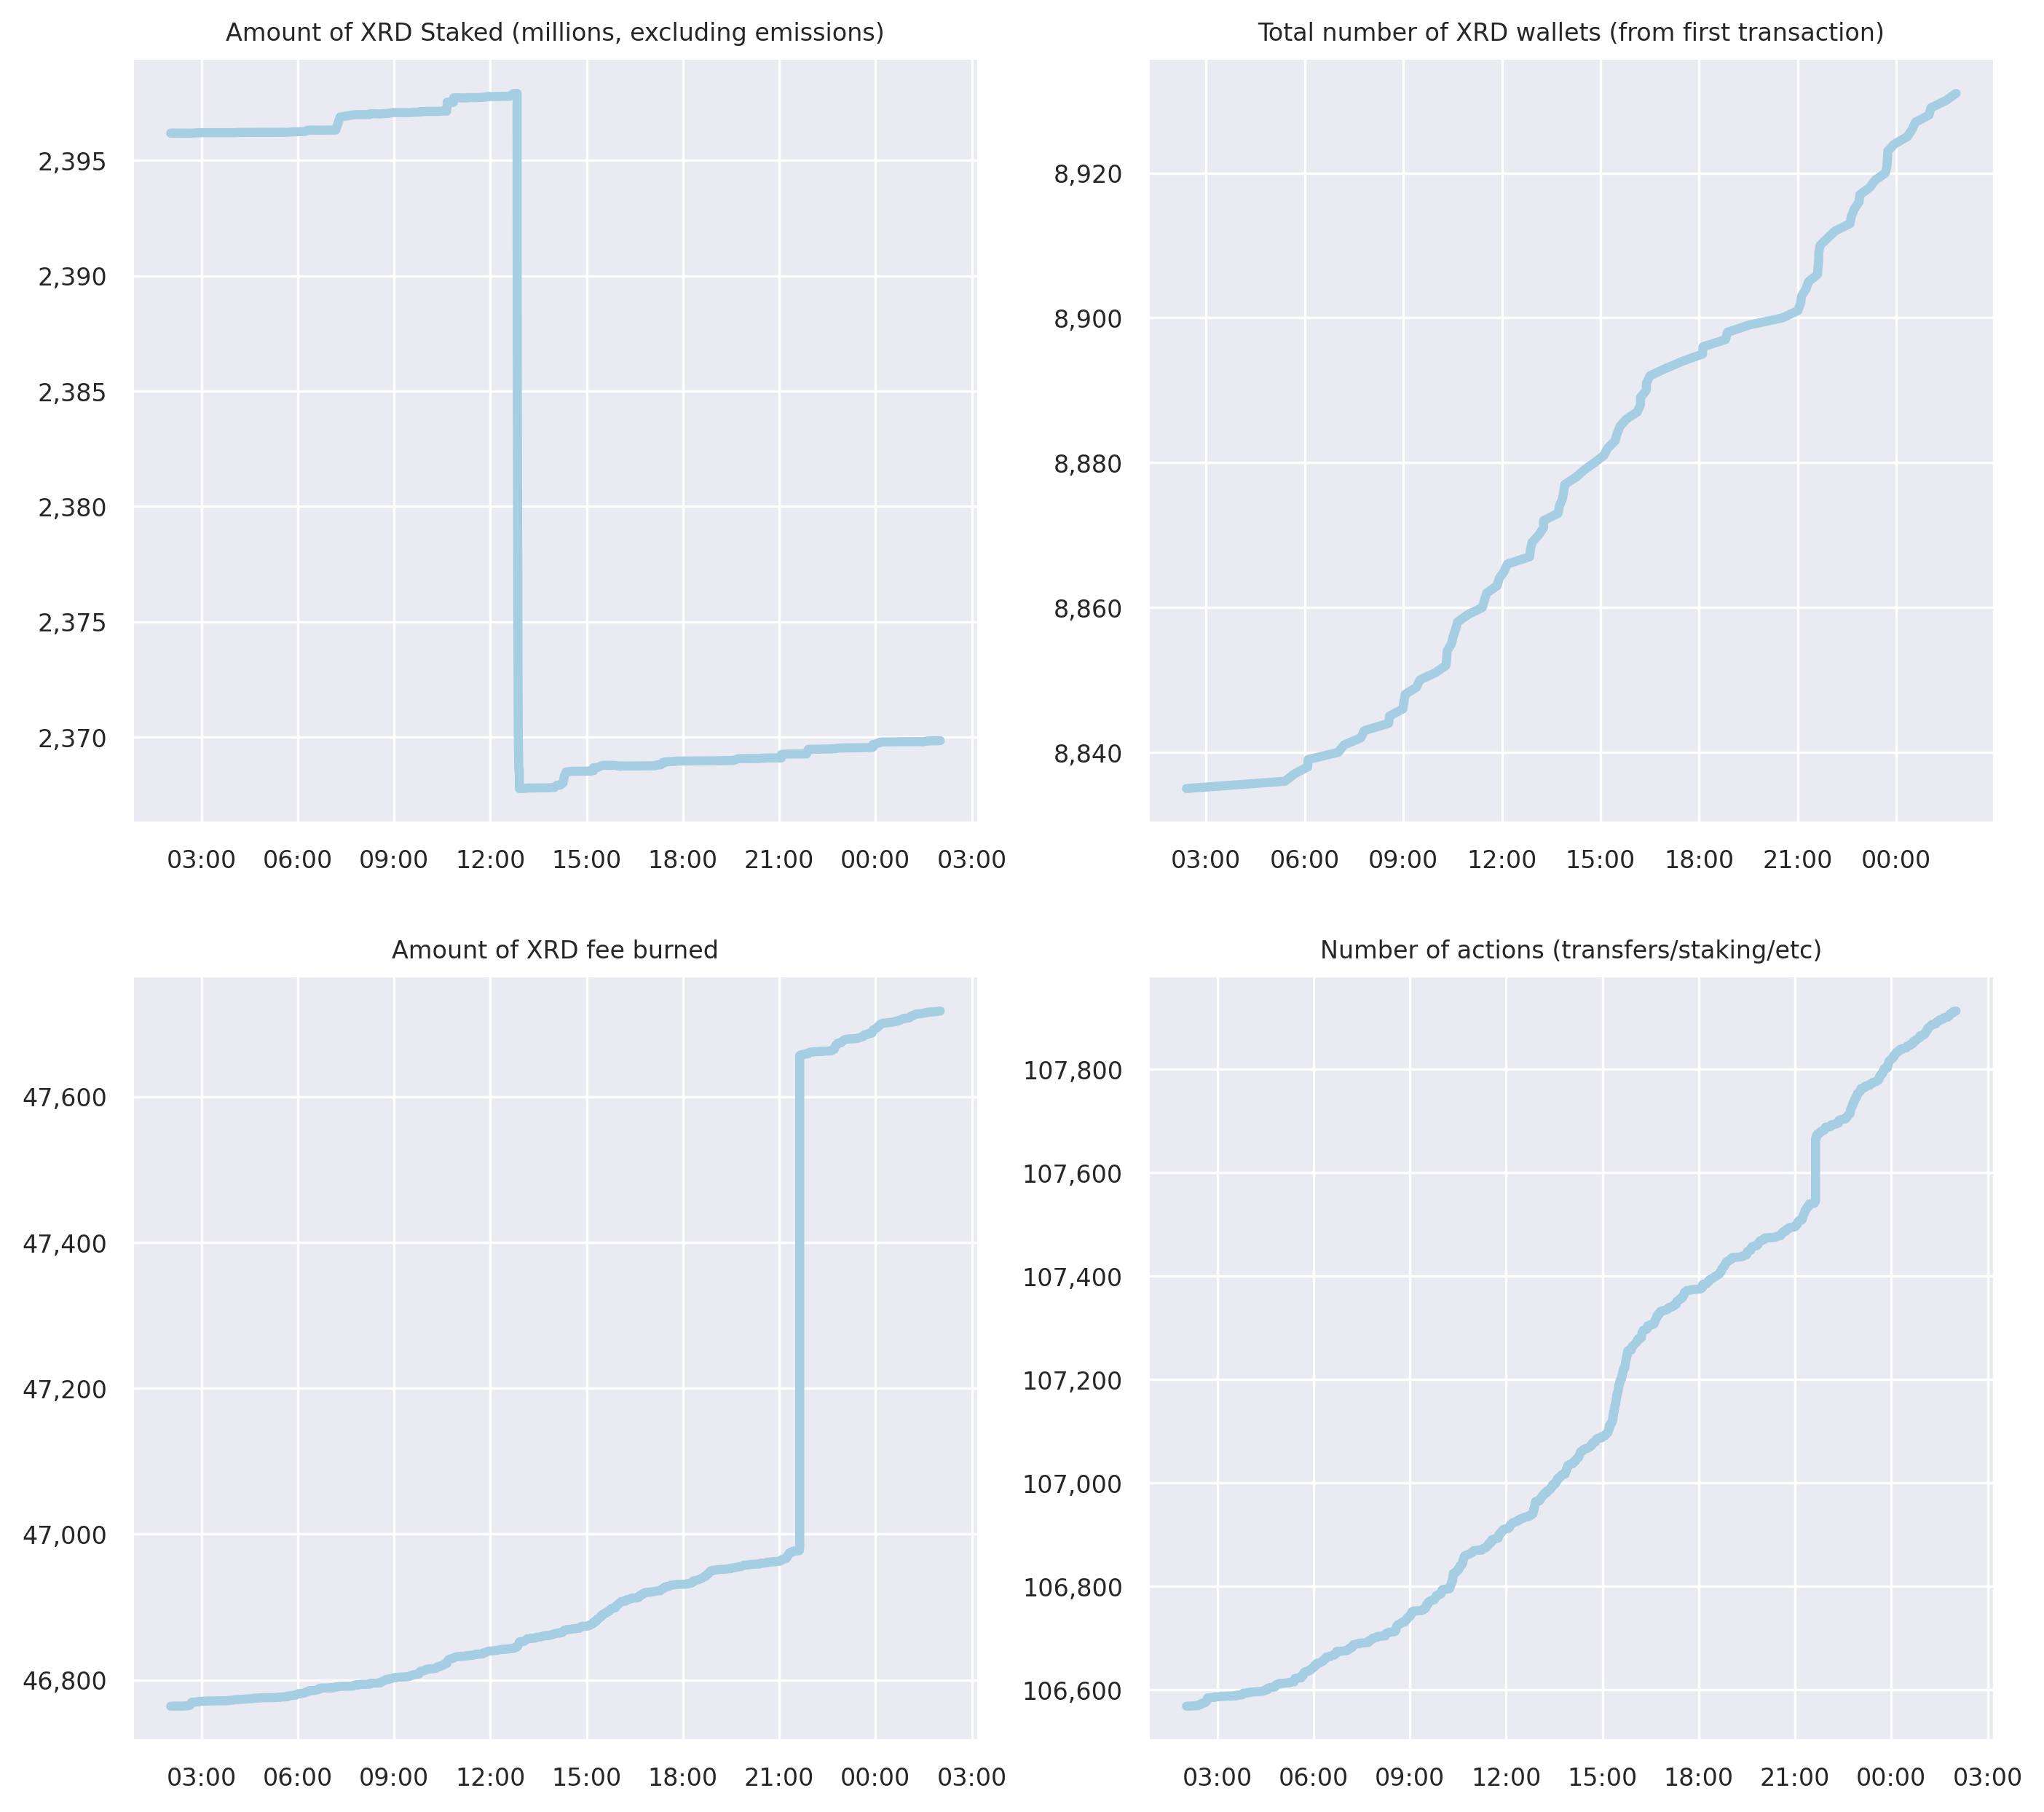 Amount of XRD Staked (millions, excluding emissions)
2,395
2,390
2,385
2,380
2,375
2,370
03:00 06:00 09:00 12:00 15:00 18:00 21:00 00:00 03:00
Total number of XRD wallets (from first transaction)
8,920
8,900
8,880
8,860
8,840
03:00 06:00 09:00 12:00 15:00 18:00 21:00 00:00
Amount of XRD fee burned
47,600
47,400
47,200
47,000
46,800
03:00 06:00 09:00 12:00 15:00 18:00 21:00 00:00 03:00
Number of actions (transfers/staking/etc)
107,800
107,600
107,400
107,200
107,000
106,800
106,600
03:00 06:00 09:00 12:00 15:00 18:00 21:00 00:00 03:00